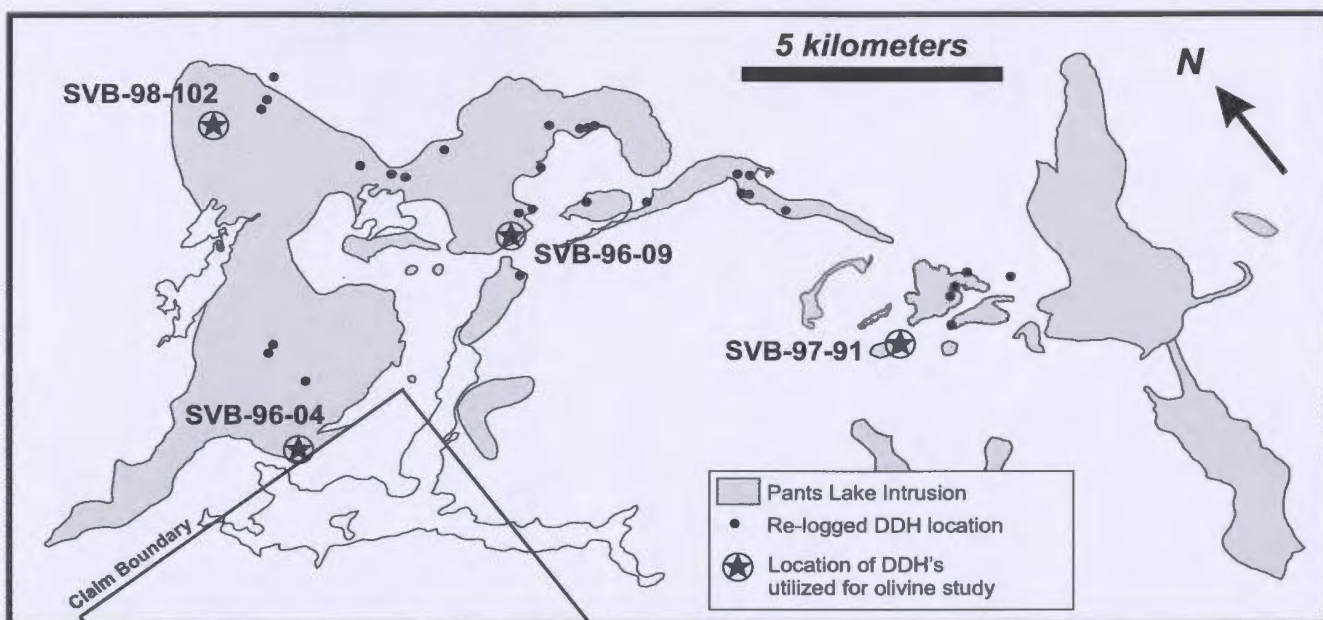 5 kilometers
N
SVB-98-102
SVB-96-09
SVB-97-91
SVB-96-04
Claim Boundary
Pants Lake Intrusion
Re-logged DDH location
Location of DDH's
utilized for olivine study